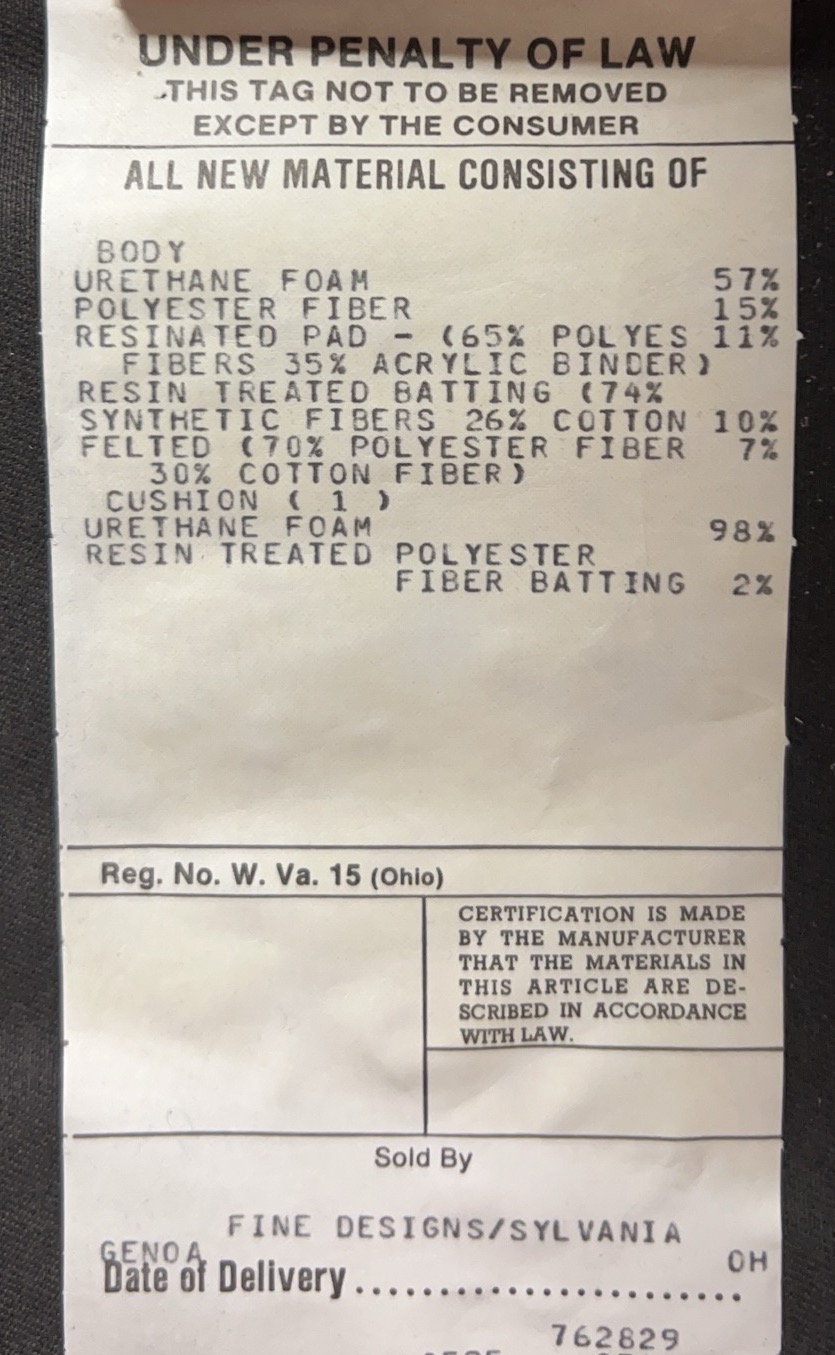 UNDER PENALTY OF LAW
THIS TAG NOT TO BE REMOVED
EXCEPT BY THE CONSUMER
ALL NEW MATERIAL CONSISTING OF
BODY
URETHANE FOAM 57%
POLYESTER FIBER 15%
RESINATED PAD - (65% POLYES 11%
FIBERS 35% ACRYLIC BINDER)
RESIN TREATED BATTING (74%
SYNTHETIC FIBERS 26% COTTON 10%
FELTED (70% POLYESTER FIBER 7%
30% COTTON FIBER)
CUSHION ( 1 )
URETHANE FOAM 98%
RESIN TREATED POLYESTER
FIBER BATTING 2%
Reg. No. W. Va. 15 (Ohio)
CERTIFICATION IS MADE
BY THE MANUFACTURER
THAT THE MATERIALS IN
THIS ARTICLE ARE DE-
SCRIBED IN ACCORDANCE
WITH LAW.
Sold By
FINE DESIGNS/SYLVANIA
GENOA OH
Date of Delivery........................
762829